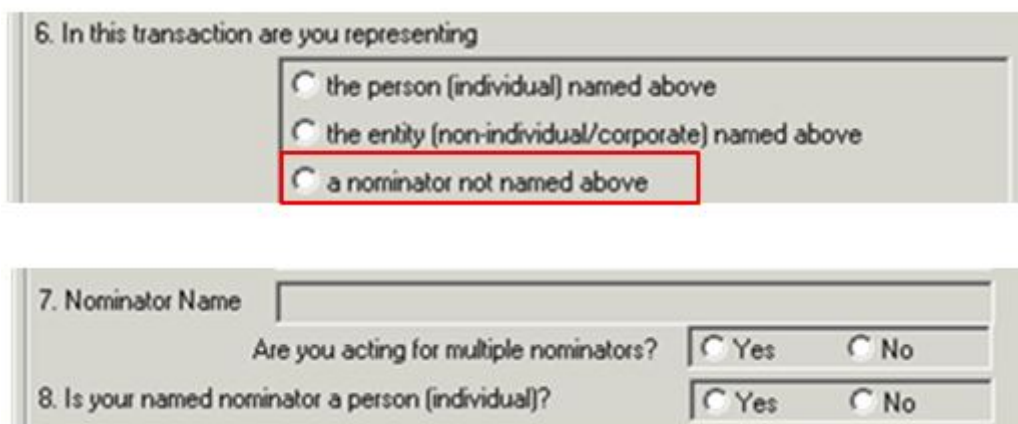 6. In this transaction are you representing
the person (individual) named above
the entity (non-individual/corporate) named above
a nominator not named above
7. Nominator Name
Are you acting for multiple nominators? Yes No
8. Is your named nominator a person (individual)? Yes No